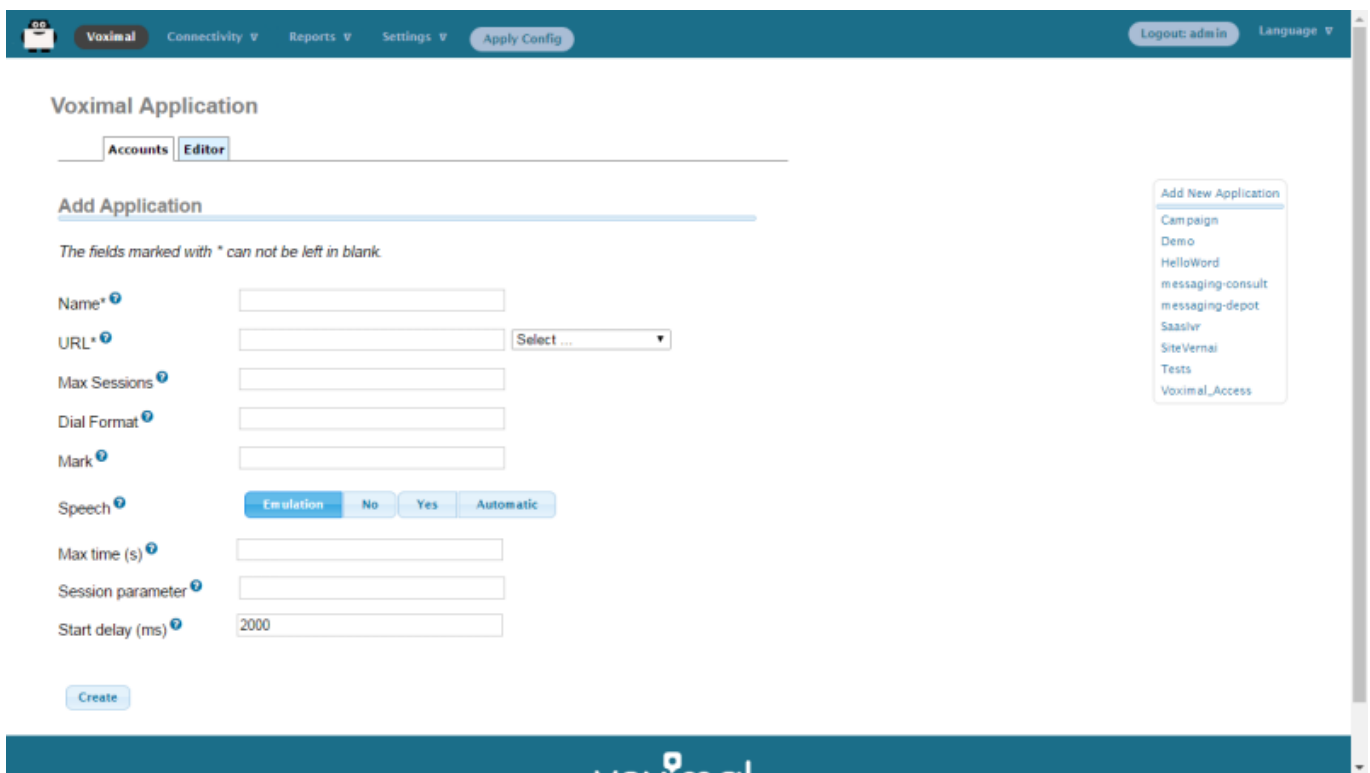 Voximal Connectivity ∇ Reports ∇ Settings ∇ Apply Config Logout: admin Language ∇
Voximal Application
Accounts Editor
Add Application
The fields marked with * can not be left in blank.
Name* ?
URL* ? Select ... ▼
Max Sessions ?
Dial Format ?
Mark ?
Speech ? Emulation No Yes Automatic
Max time (s) ?
Session parameter ?
Start delay (ms) ? 2000
Create
Add New Application
Campaign
Demo
HelloWord
messaging-consult
messaging-depot
SaasIvr
SiteVernai
Tests
Voximal_Access
voximal